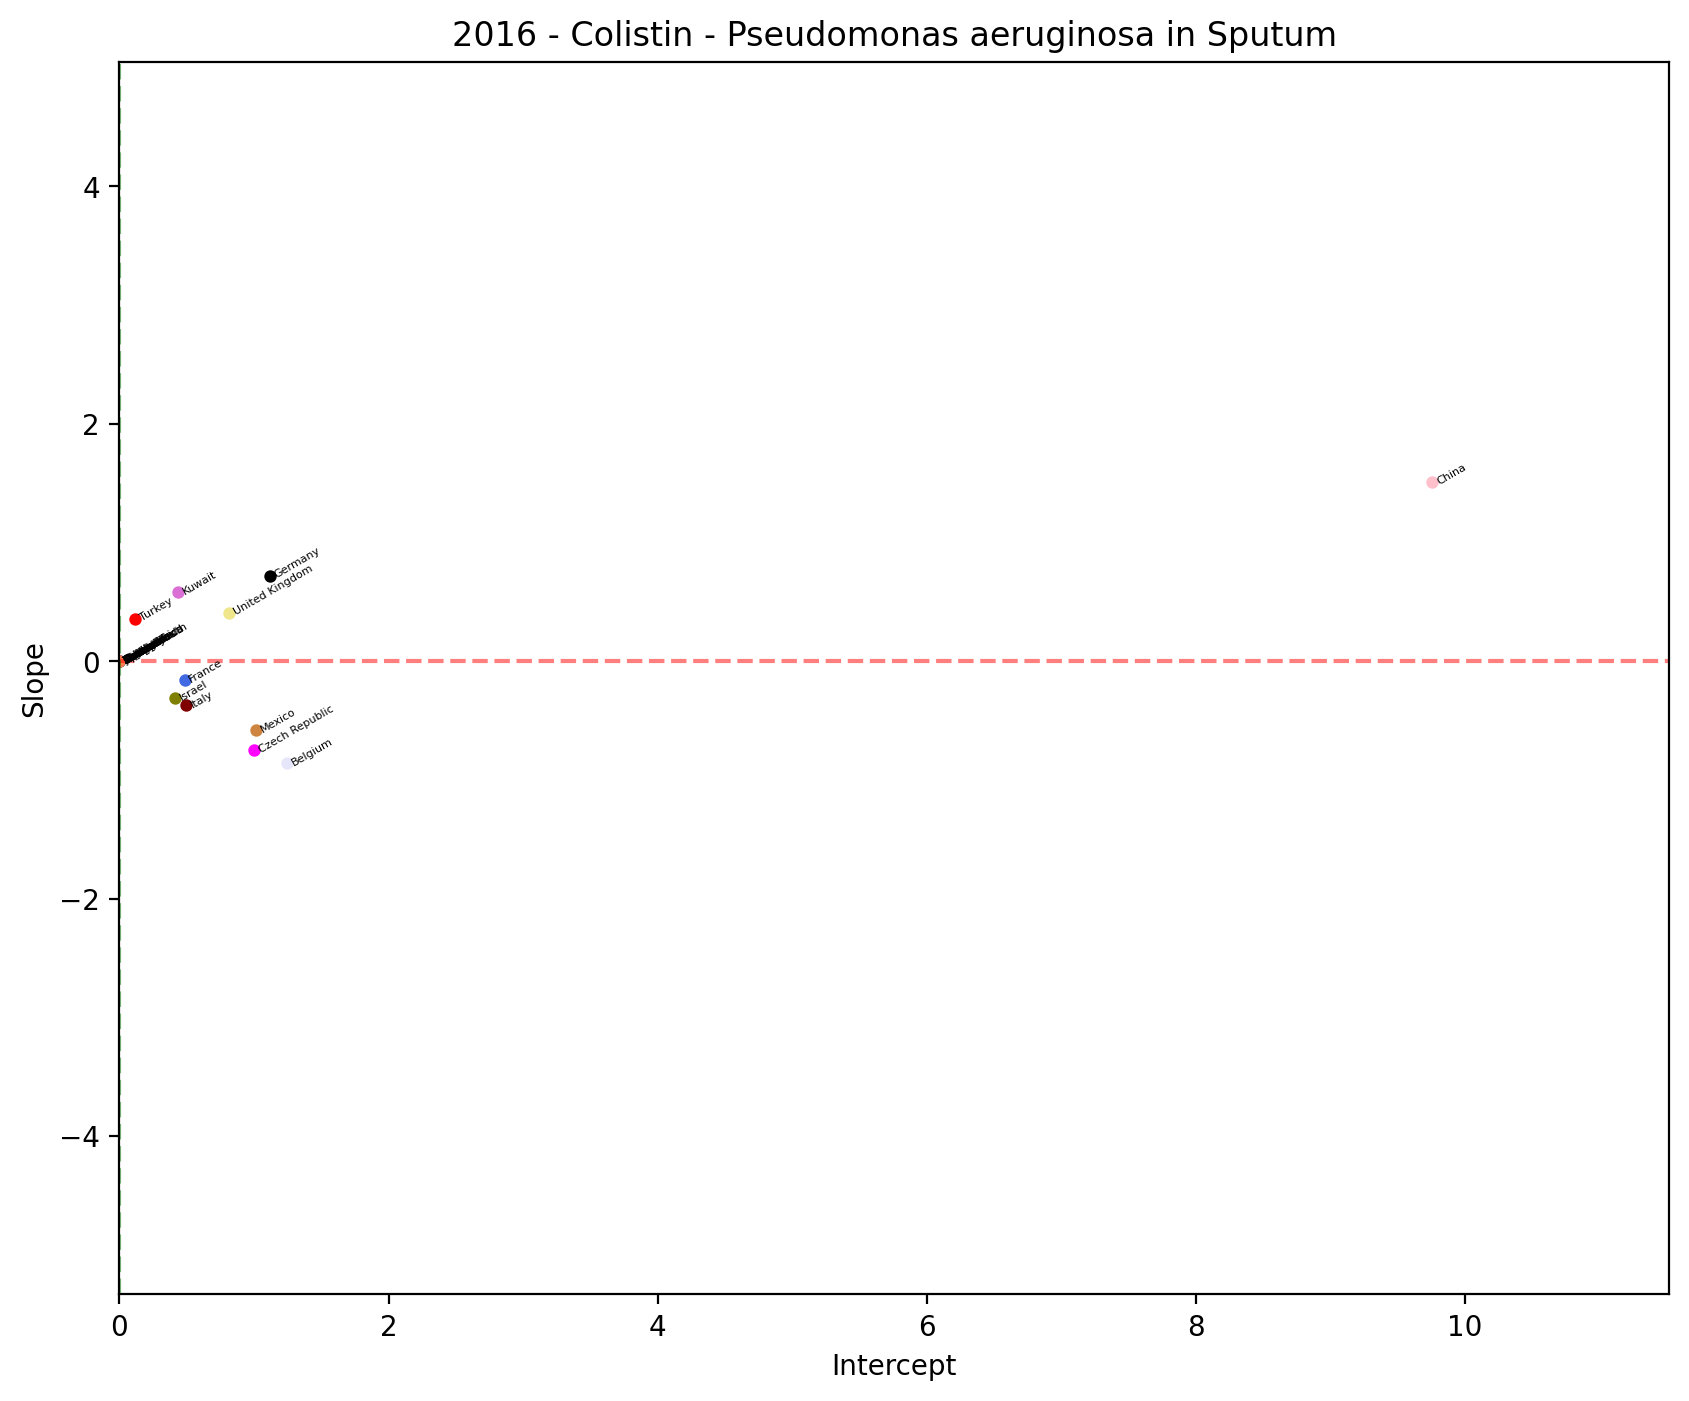 2016 - Colistin - Pseudomonas aeruginosa in Sputum
4
2
0
−2
−4
Slope
China
Germany
Kuwait
United Kingdom
Turkey
France
Israel
Italy
Mexico
Czech Republic
Belgium
0
2
4
6
8
10
Intercept